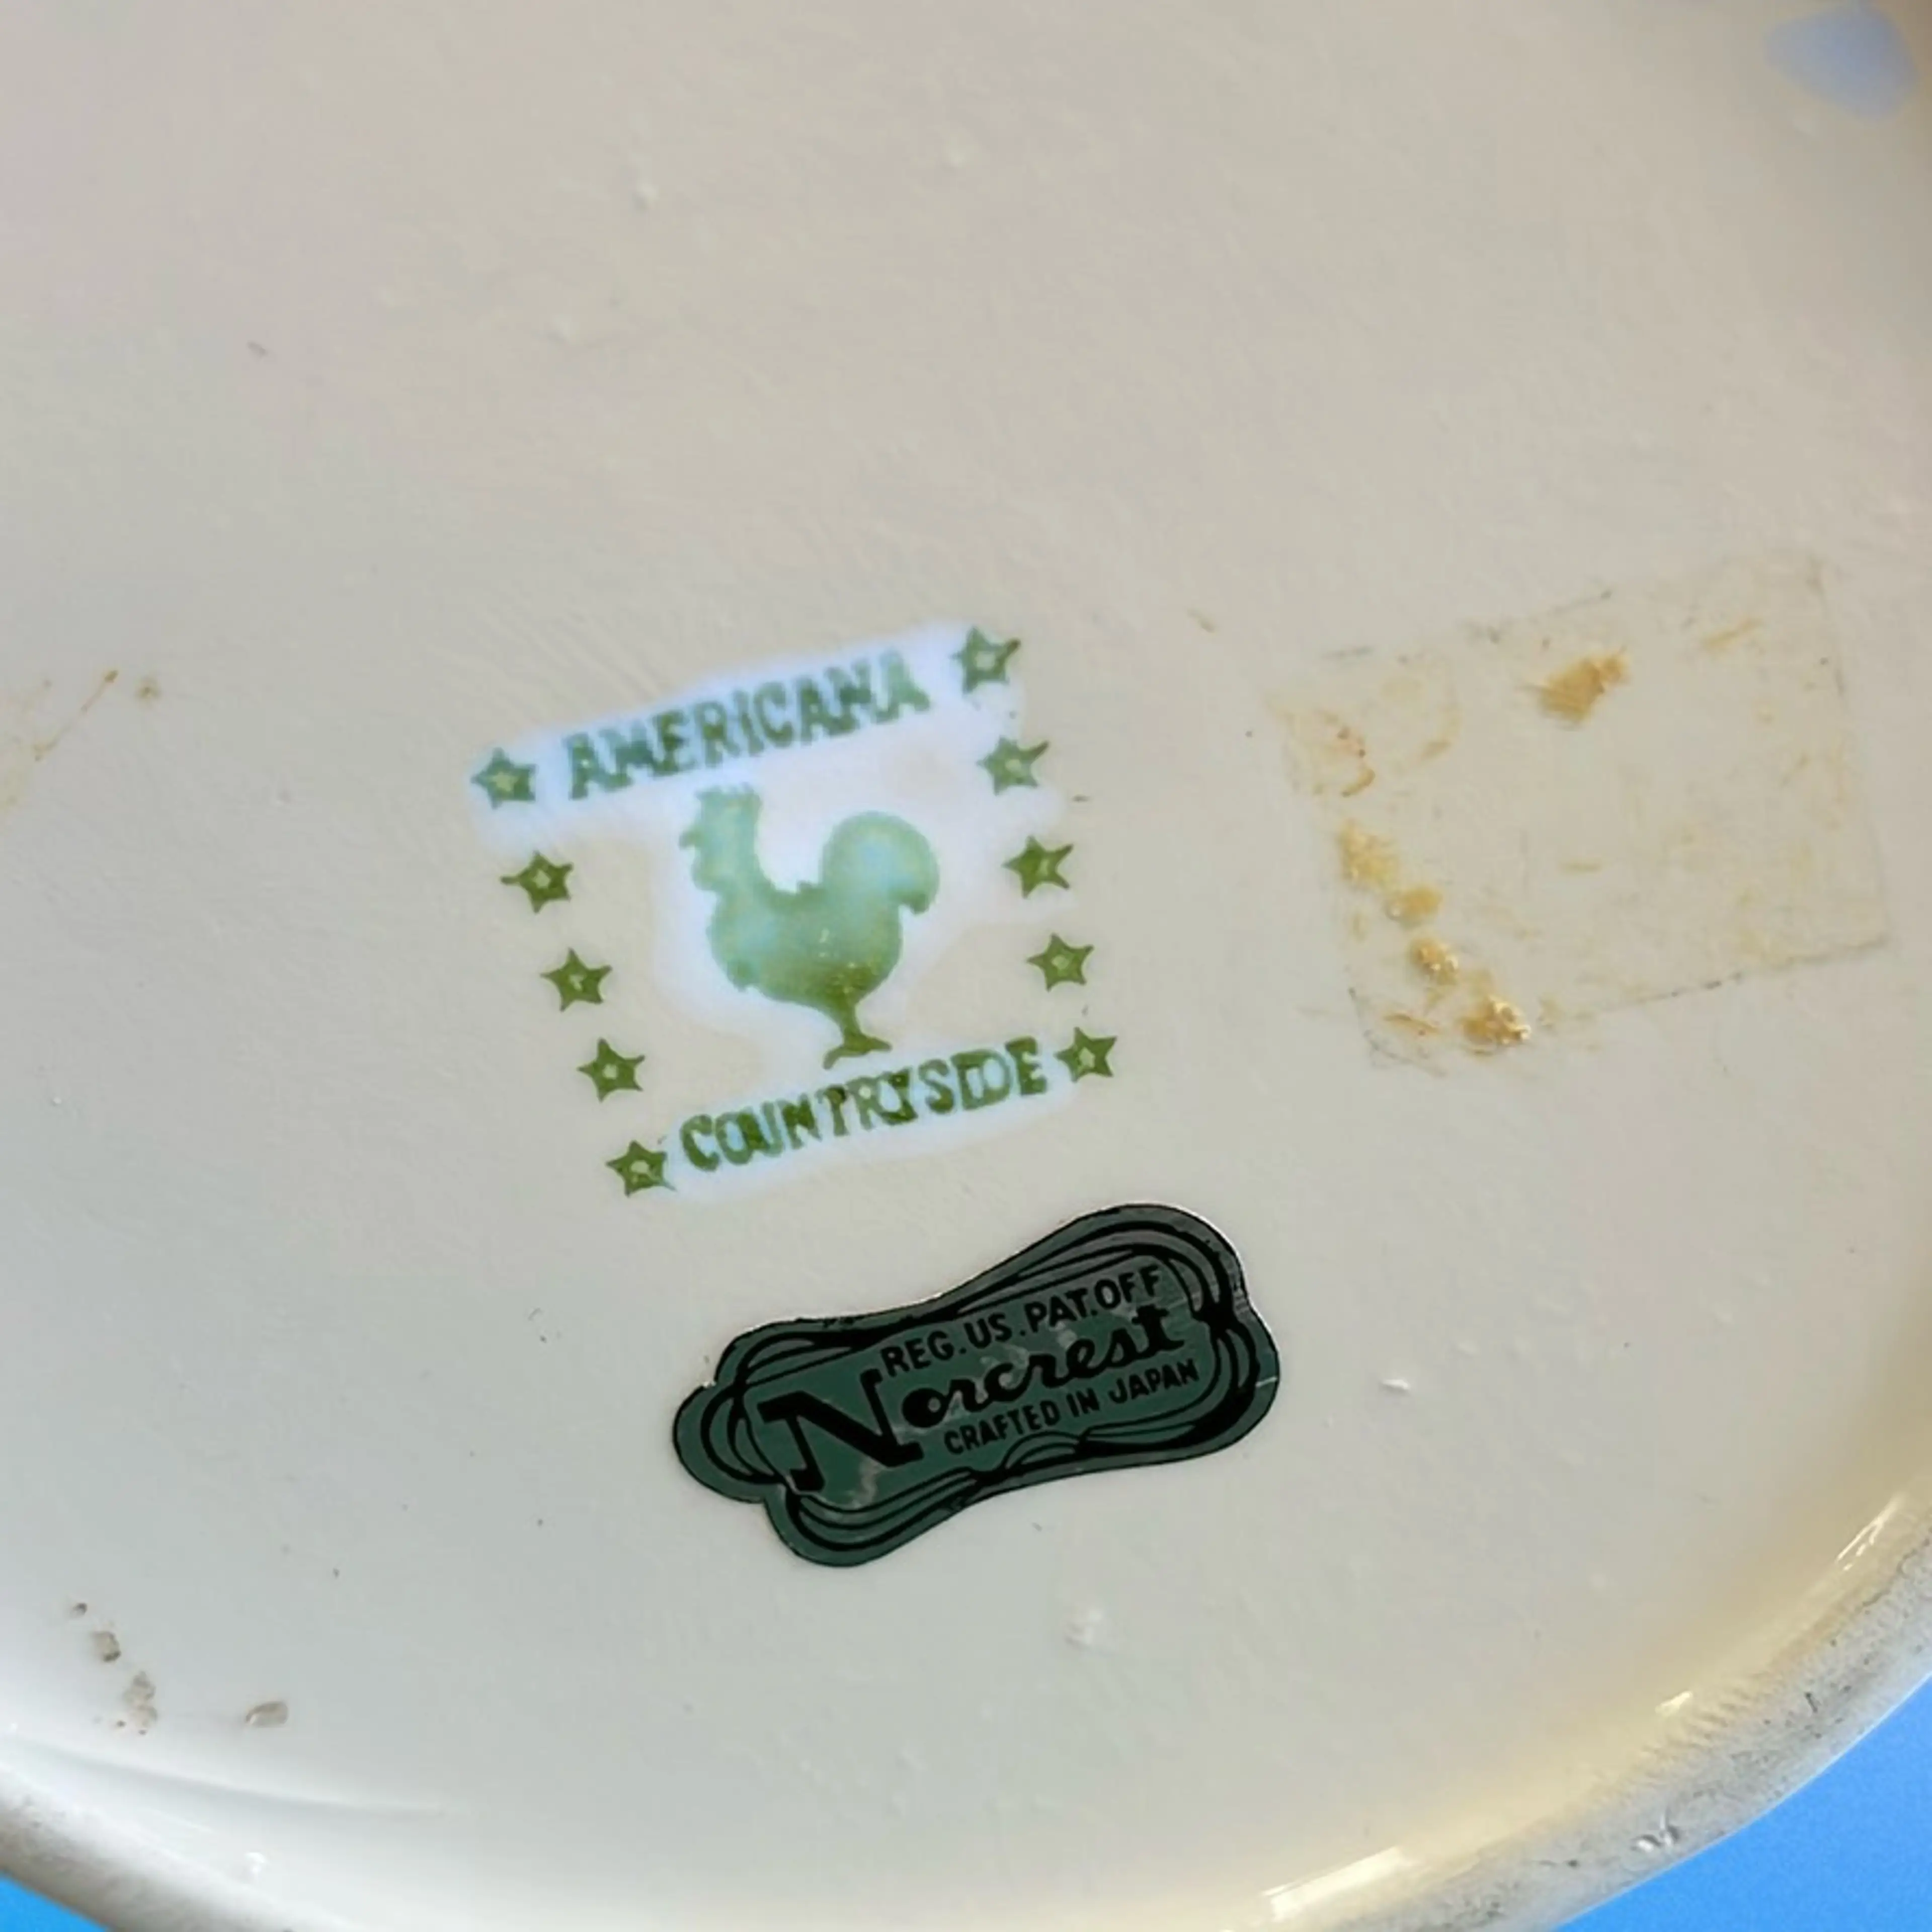 AMERICANA
COUNTRYSIDE
REG. US. PAT. OFF
Norcrest
CRAFTED IN JAPAN